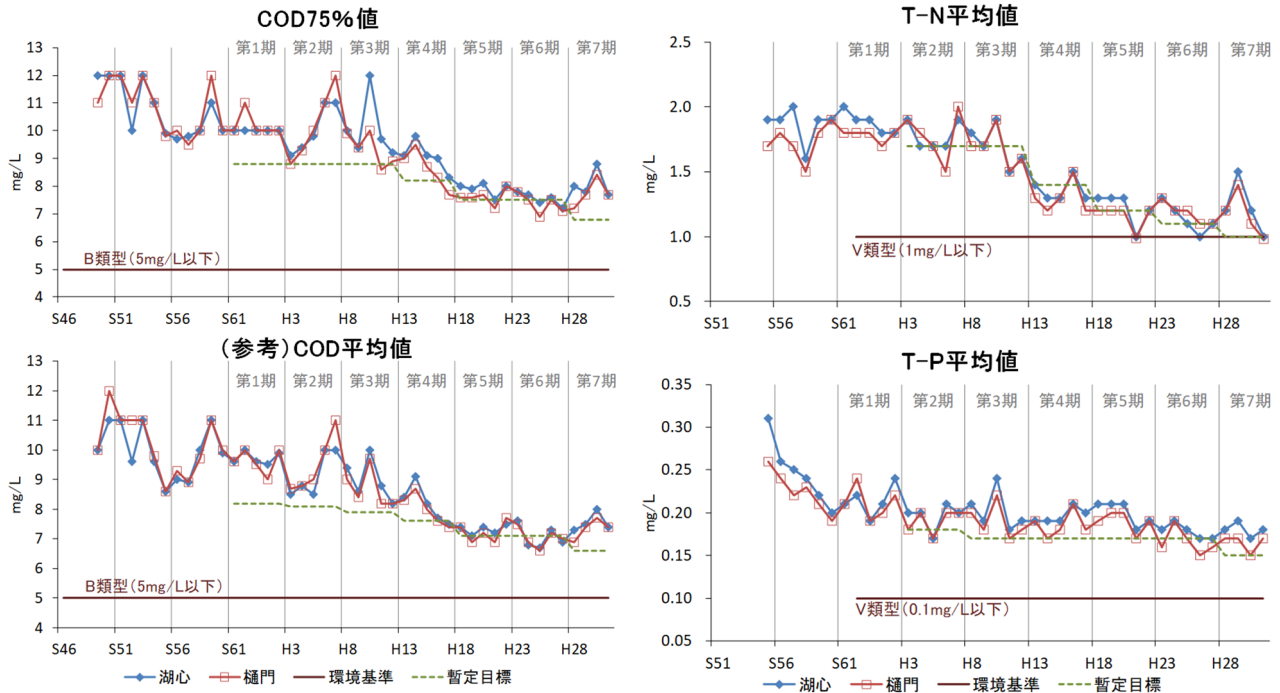 COD75%値
第1期 第2期 第3期 第4期 第5期 第6期 第7期
13
12
11
10
9
8
7
6
5
4
mg/L
B類型(5mg/L以下)
S46 S51 S56 S61 H3 H8 H13 H18 H23 H28
T-N平均値
第1期 第2期 第3期 第4期 第5期 第6期 第7期
2.5
2.0
1.5
1.0
0.5
mg/L
Ⅴ類型(1mg/L以下)
S51 S56 S61 H3 H8 H13 H18 H23 H28
(参考)COD平均値
第1期 第2期 第3期 第4期 第5期 第6期 第7期
13
12
11
10
9
8
7
6
5
4
mg/L
B類型(5mg/L以下)
S46 S51 S56 S61 H3 H8 H13 H18 H23 H28
湖心 樋門 環境基準 暫定目標
T-P平均値
第1期 第2期 第3期 第4期 第5期 第6期 第7期
0.35
0.30
0.25
0.20
0.15
0.10
0.05
mg/L
Ⅴ類型(0.1mg/L以下)
S51 S56 S61 H3 H8 H13 H18 H23 H28
湖心 樋門 環境基準 暫定目標